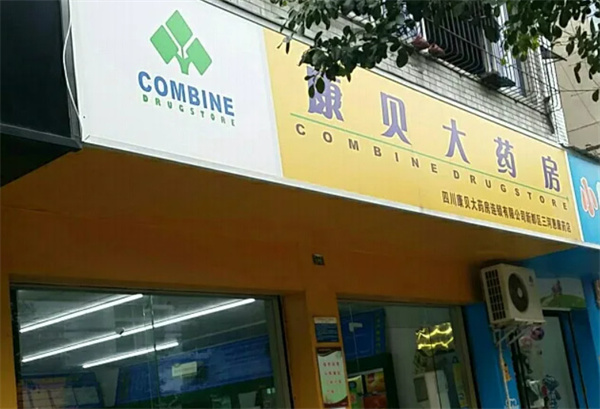 COMBINE
DRUGSTORE
康贝大药房
COMBINE DRUGSTORE
四川康贝大药房连锁有限公司新都区三河惠康药店
小